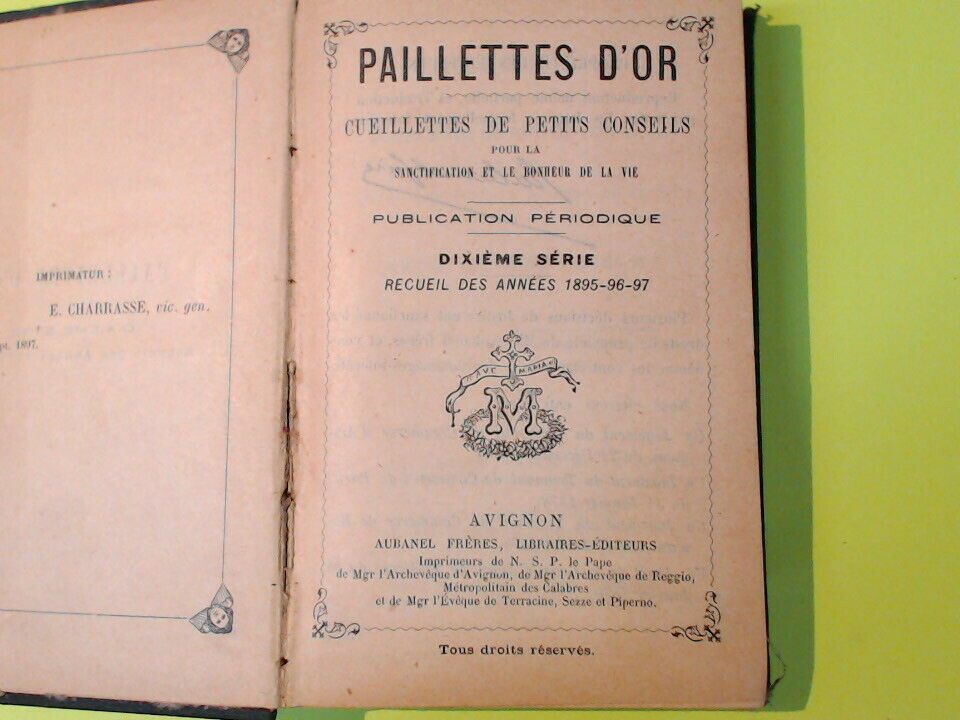 IMPRIMATUR :
E. CHARRASSE, vic. gen.
pt. 1897.
PAILLETTES D'OR
CUEILLETTES DE PETITS CONSEILS
POUR LA
SANCTIFICATION ET LE BONHEUR DE LA VIE
PUBLICATION PÉRIODIQUE
DIXIÈME SÉRIE
RECUEIL DES ANNÉES 1895-96-97
AVE MARIA
M
AVIGNON
AUBANEL FRÈRES, LIBRAIRES-ÉDITEURS
Imprimeurs de N. S. P. le Pape
de Mgr l'Archevêque d'Avignon, de Mgr l'Archevêque de Reggio,
Métropolitain des Calabres
et de Mgr l'Évêque de Terracine, Sezze et Piperno.
Tous droits réservés.